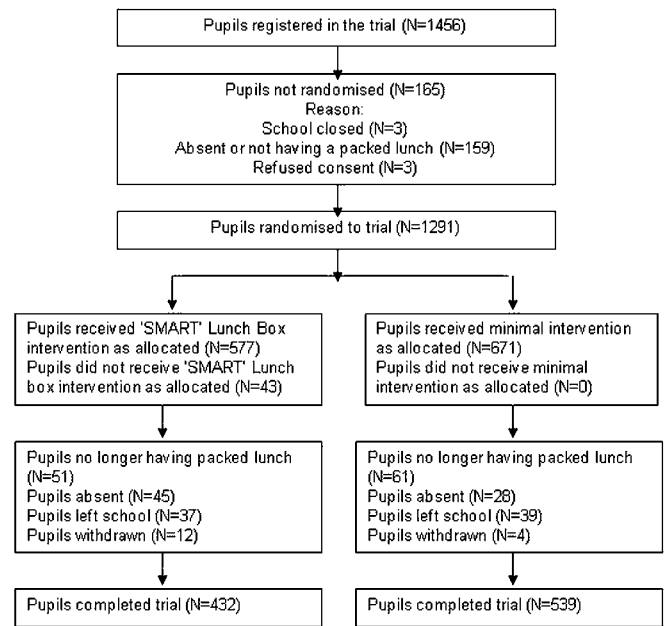 Pupils registered in the trial (N=1456)
Pupils not randomised (N=165)
Reason:
School closed (N=3)
Absent or not having a packed lunch (N=159)
Refused consent (N=3)
Pupils randomised to trial (N=1291)
Pupils received 'SMART' Lunch Box
intervention as allocated (N=577)
Pupils did not receive 'SMART' Lunch
box intervention as allocated (N=43)
Pupils received minimal intervention
as allocated (N=671)
Pupils did not receive minimal
intervention as allocated (N=0)
Pupils no longer having packed lunch
(N=51)
Pupils absent (N=45)
Pupils left school (N=37)
Pupils withdrawn (N=12)
Pupils no longer having packed lunch
(N=61)
Pupils absent (N=28)
Pupils left school (N=39)
Pupils withdrawn (N=4)
Pupils completed trial (N=432)
Pupils completed trial (N=539)